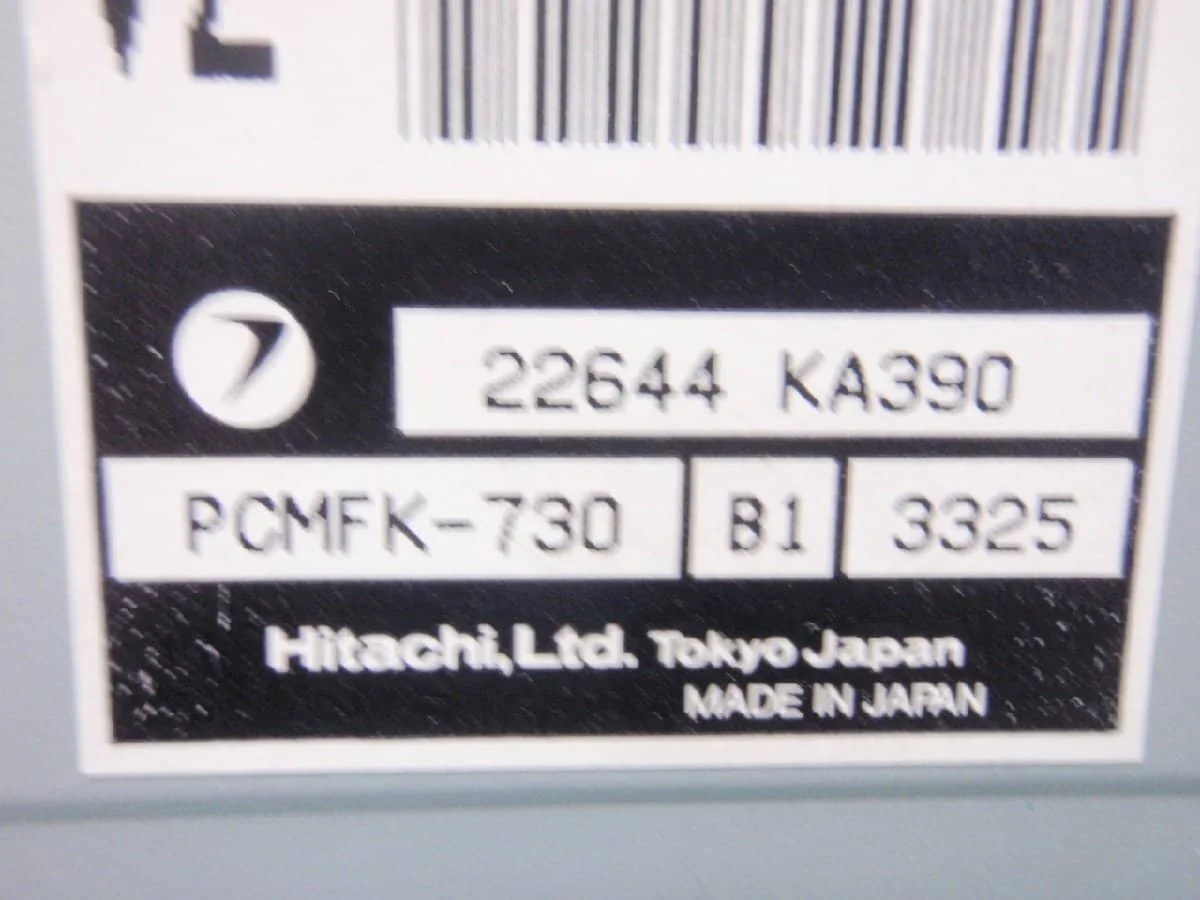 22644 KA390
PCMFK-730 B1 3325
Hitachi,Ltd. Tokyo Japan
MADE IN JAPAN